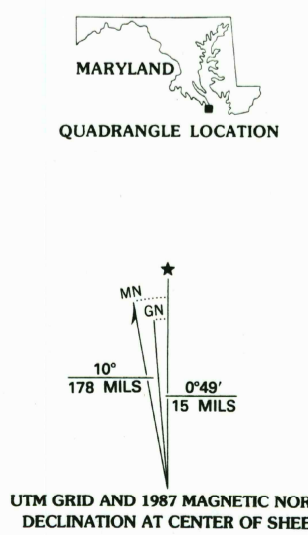 MARYLAND
QUADRANGLE LOCATION
MN
GN
10°
178 MILS
0°49′
15 MILS
UTM GRID AND 1987 MAGNETIC NOR
DECLINATION AT CENTER OF SHEE